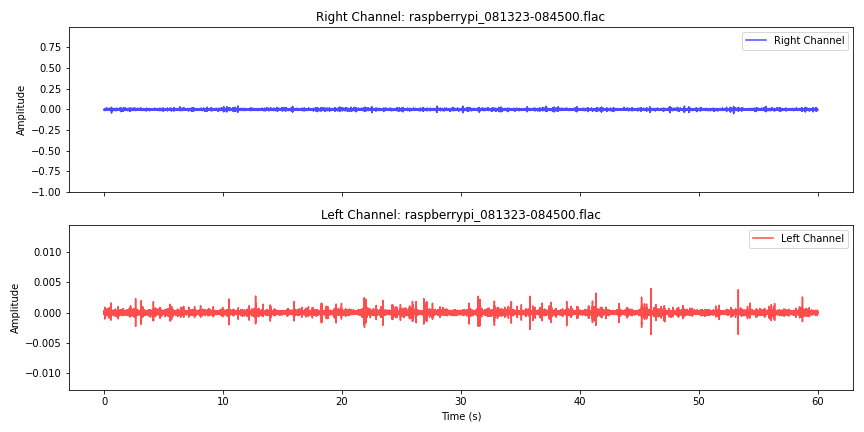 Right Channel: raspberrypi_081323-084500.flac
Right Channel
Amplitude
0.75
0.50
0.25
0.00
−0.25
−0.50
−0.75
−1.00
Left Channel: raspberrypi_081323-084500.flac
Left Channel
Amplitude
0.010
0.005
0.000
−0.005
−0.010
0 10 20 30 40 50 60
Time (s)